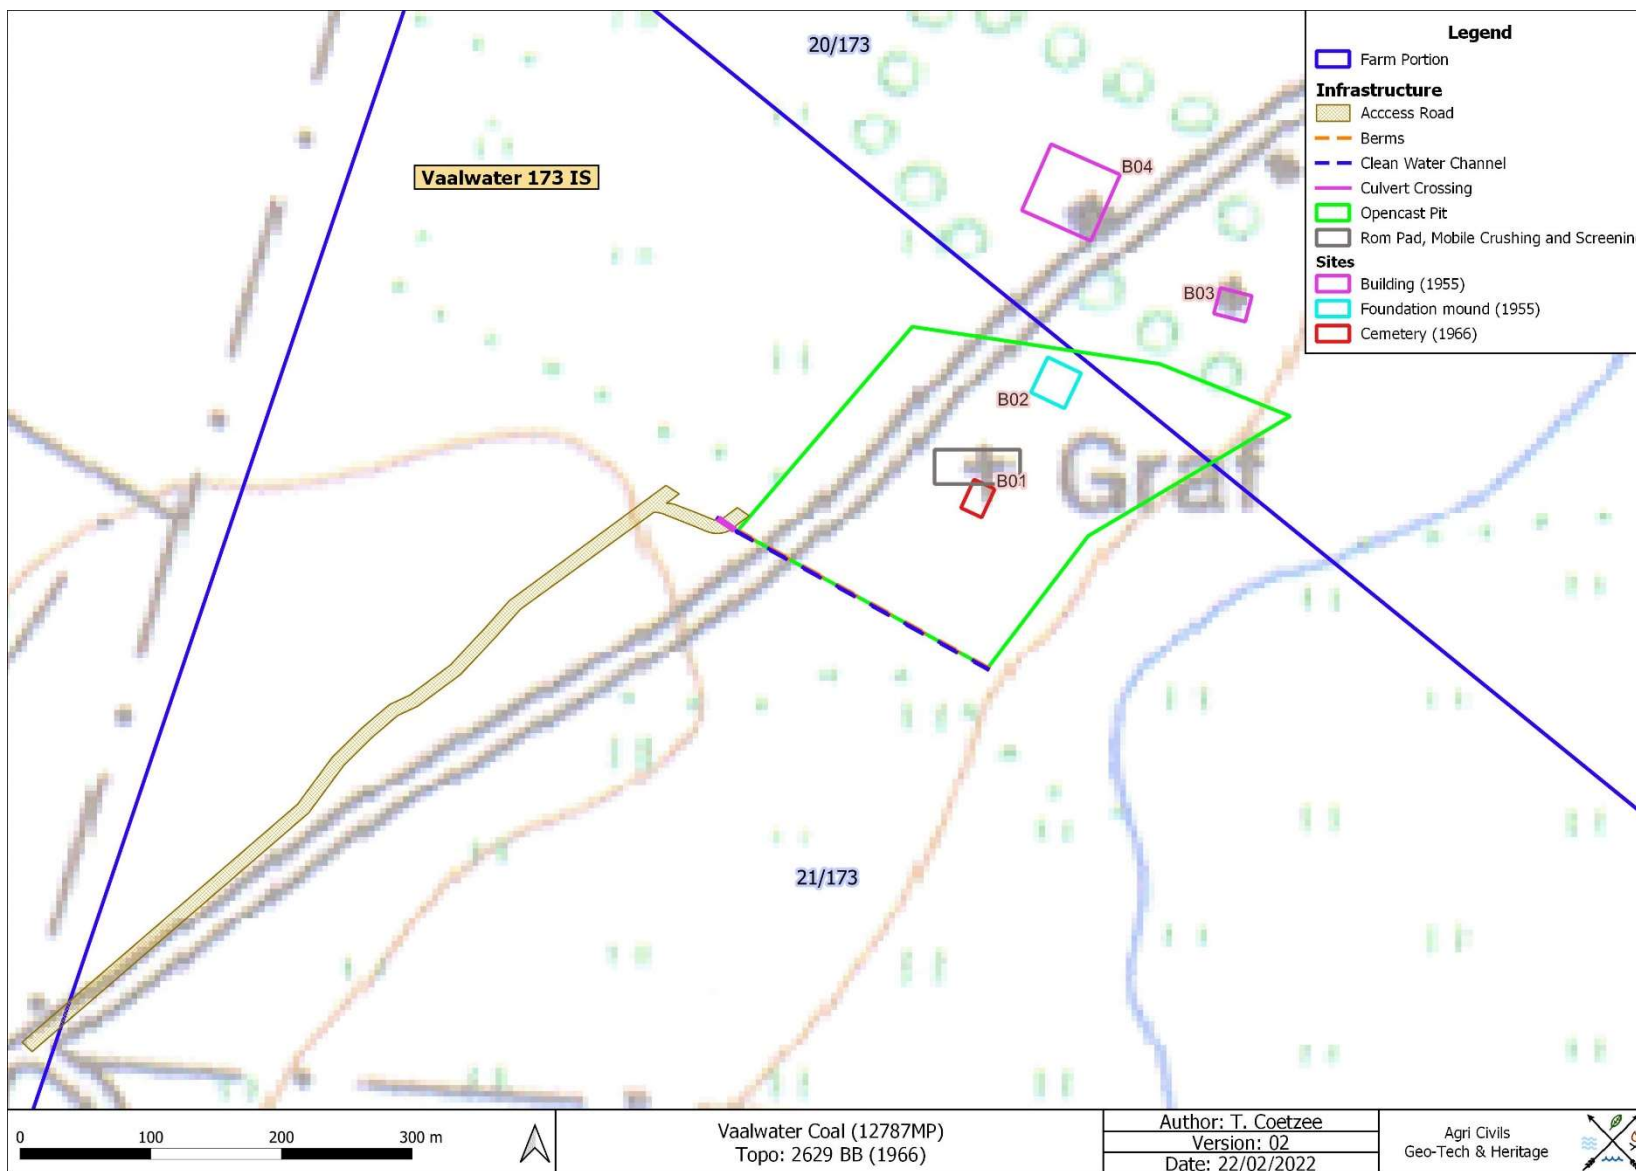 20/173
Vaalwater 173 IS
B04
B03
B02
B01
Graf
21/173
Legend
Farm Portion
Infrastructure
Acccess Road
Berms
Clean Water Channel
Culvert Crossing
Opencast Pit
Rom Pad, Mobile Crushing and Screenin
Sites
Building (1955)
Foundation mound (1955)
Cemetery (1966)
0 100 200 300 m
Vaalwater Coal (12787MP)
Topo: 2629 BB (1966)
Author: T. Coetzee
Version: 02
Date: 22/02/2022
Agri Civils
Geo-Tech & Heritage